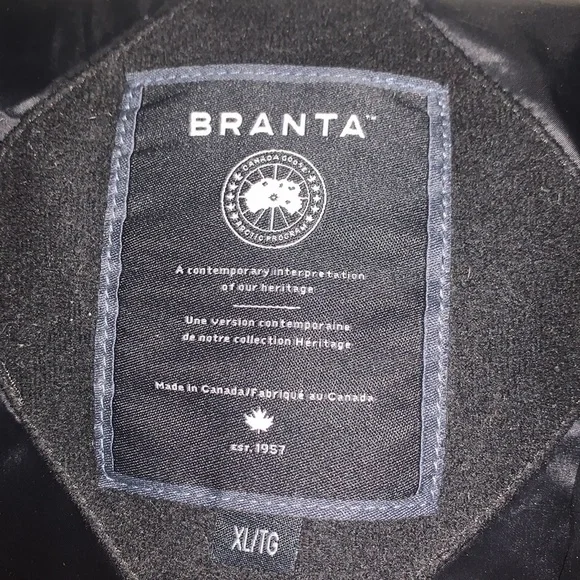 BRANTA™
CANADA GOOSE
ARCTIC PROGRAM
A contemporary interpretation
of our heritage
Une version contemporaine
de notre collection Héritage
Made in Canada/Fabriqué au Canada
EST. 1957
XL/TG